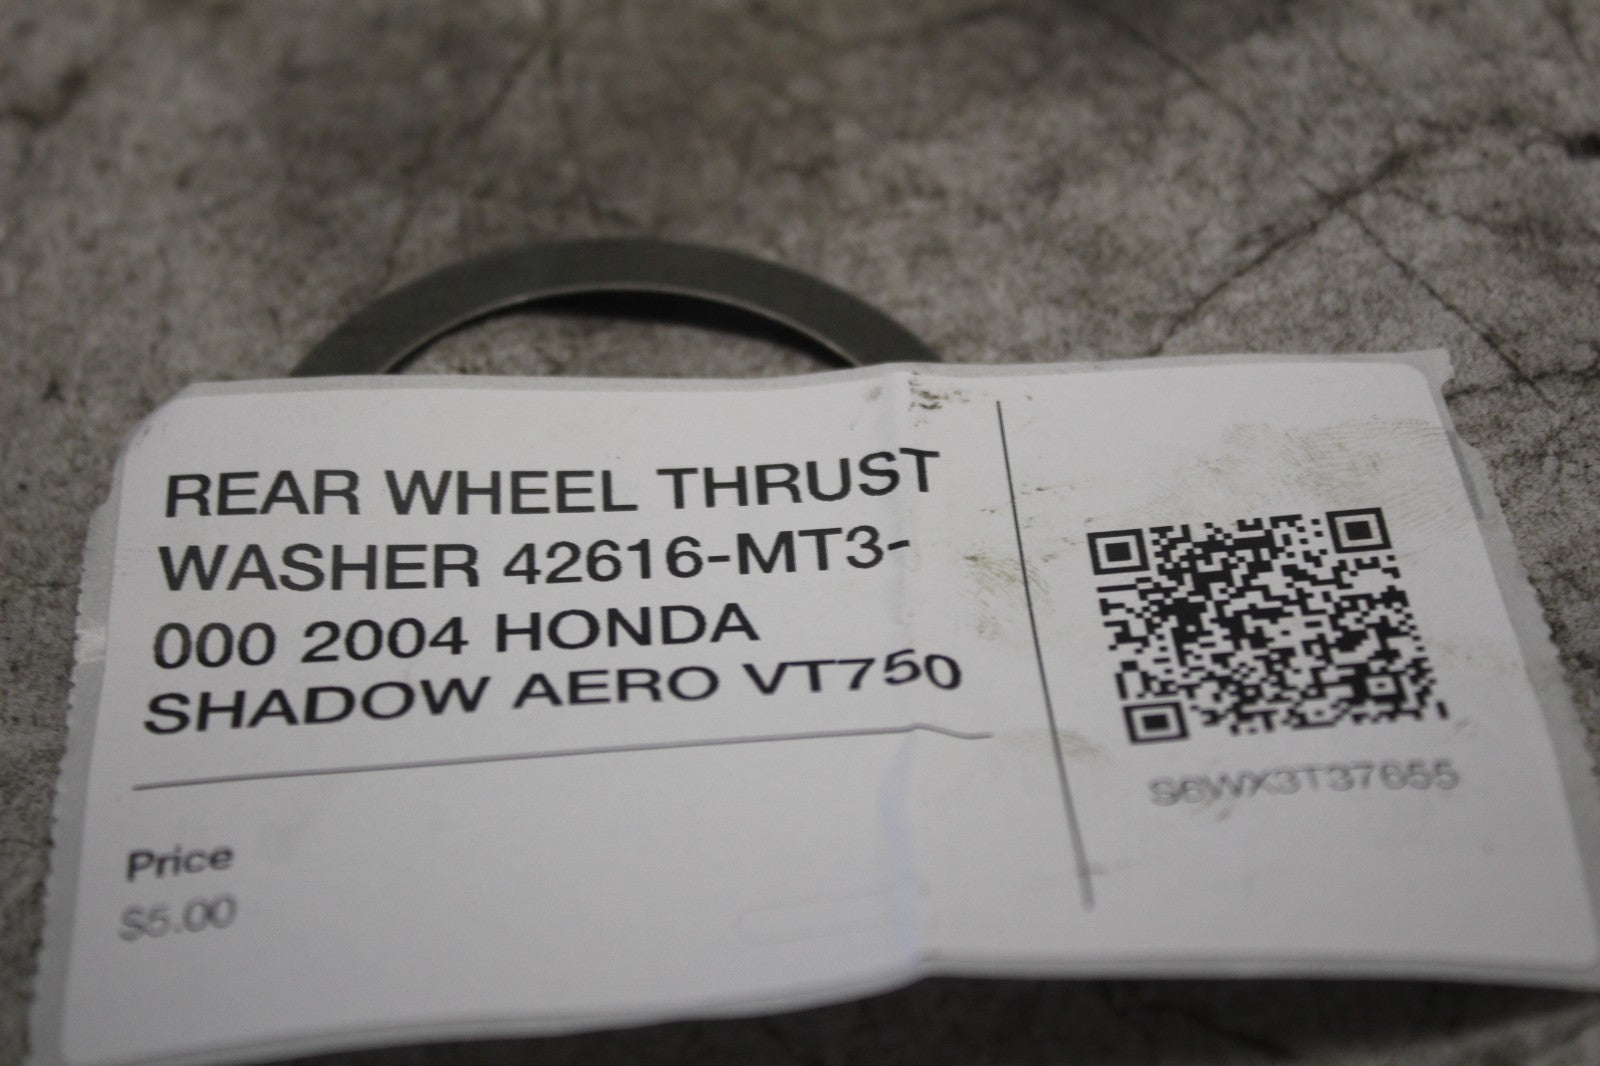 REAR WHEEL THRUST
WASHER 42616-MT3-
000 2004 HONDA
SHADOW AERO VT750
Price
$5.00
S6WX3T37655